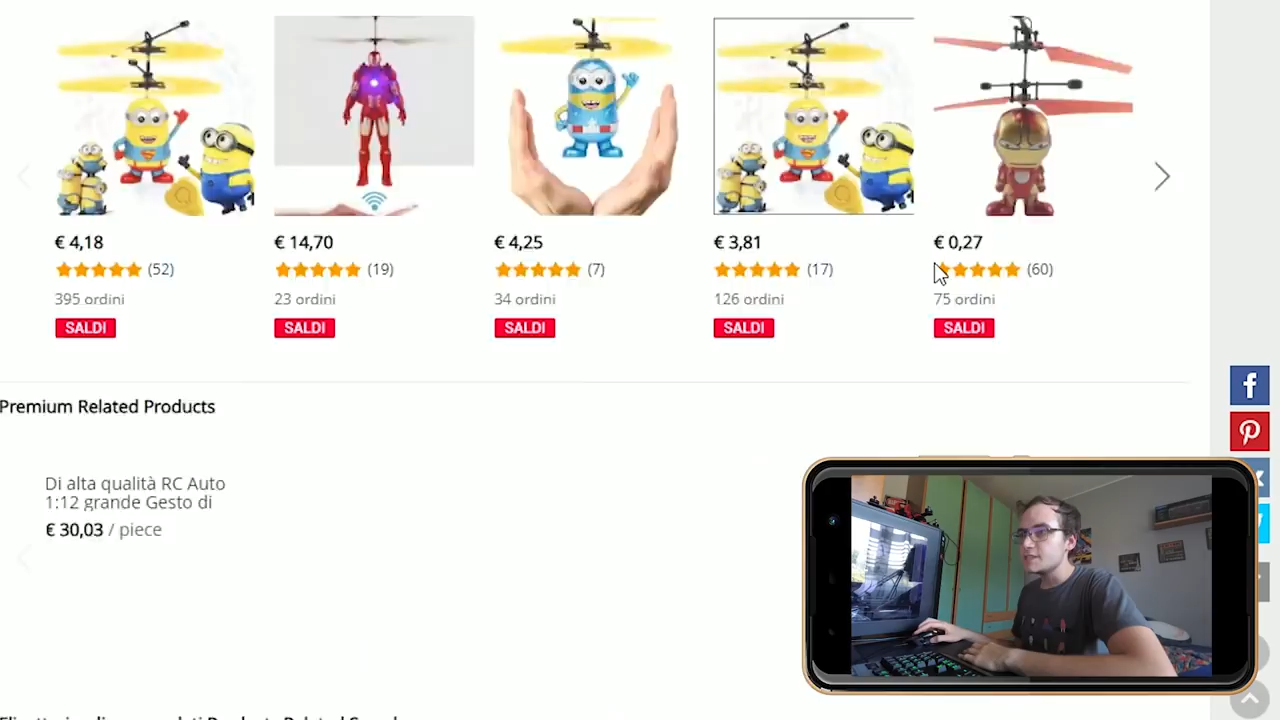 € 4,18
(52)
395 ordini
SALDI
€ 14,70
(19)
23 ordini
SALDI
€ 4,25
(7)
34 ordini
SALDI
€ 3,81
(17)
126 ordini
SALDI
€ 0,27
(60)
75 ordini
SALDI
Premium Related Products
Di alta qualità RC Auto
1:12 grande Gesto di
€ 30,03 / piece